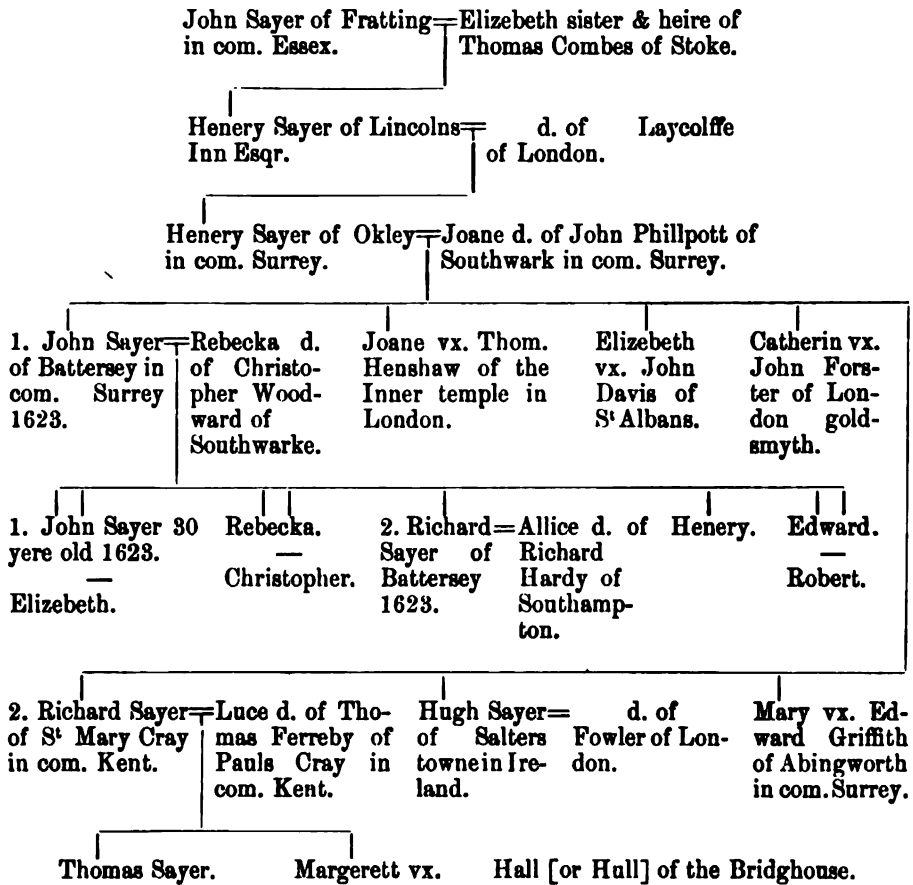 John Sayer of Fratting=Elizebeth sister & heire of
in com. Essex. Thomas Combes of Stoke.
Henery Sayer of Lincolns= d. of Laycolffe
Inn Esqr. of London.
Henery Sayer of Okley=Joane d. of John Phillpott of
in com. Surrey. Southwark in com. Surrey.
1. John Sayer=
of Battersey in
com. Surrey
1623.
Rebecka d.
of Christo-
pher Wood-
ward of
Southwarke.
Joane vx. Thom.
Henshaw of the
Inner temple in
London.
Elizebeth
vx. John
Davis of
St Albans.
Catherin vx.
John Fors-
ter of Lon-
don gold-
smyth.
1. John Sayer 30
yere old 1623.
—
Elizebeth.
Rebecka.
—
Christopher.
2. Richard=
Sayer of
Battersey
1623.
Allice d. of
Richard
Hardy of
Southamp-
ton.
Henery.
Edward.
—
Robert.
2. Richard Sayer=
of St Mary Cray
in com. Kent.
Luce d. of Tho-
mas Ferreby of
Pauls Cray in
com. Kent.
Hugh Sayer=
of Salters
towne in Ire-
land.
d. of
Fowler of Lon-
don.
Mary vx. Ed-
ward Griffith
of Abingworth
in com. Surrey.
Thomas Sayer. Margerett vx. Hall [or Hull] of the Bridghouse.